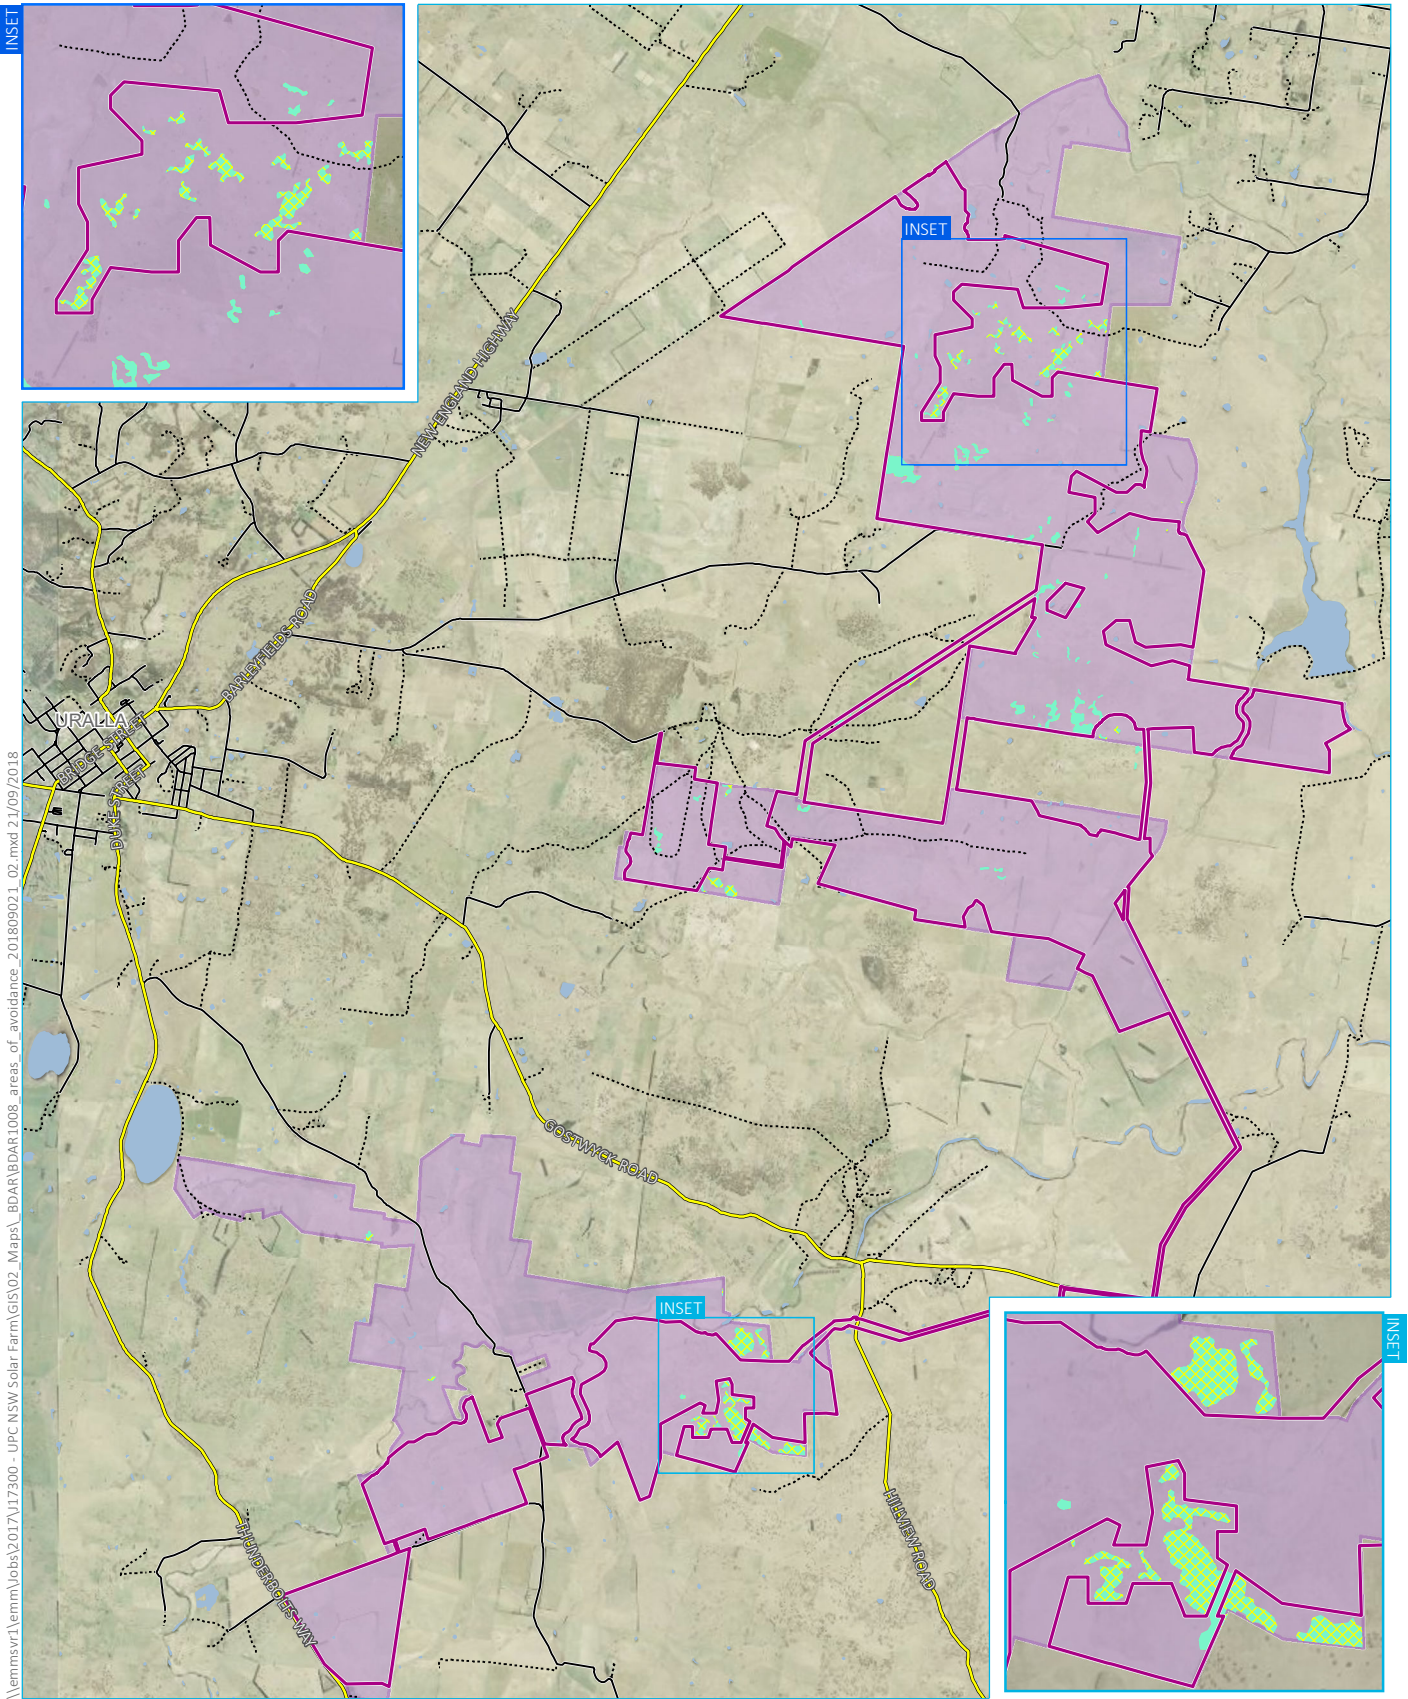 INSET
INSET
NEW ENGLAND HIGHWAY
BARLEYFIELDS ROAD
URALLA
BRIDGE STREET
DUKE STREET
GOSTWYCK ROAD
INSET
INSET
HILLVIEW ROAD
THUNDERBOLTS WAY
\\emmsvr1\emm\Jobs\2017\J17300 - UPC NSW Solar Farm\GIS\02_Maps\_BDAR\BDAR1008_areas_of_avoidance_20180921_02.mxd 21/09/2018